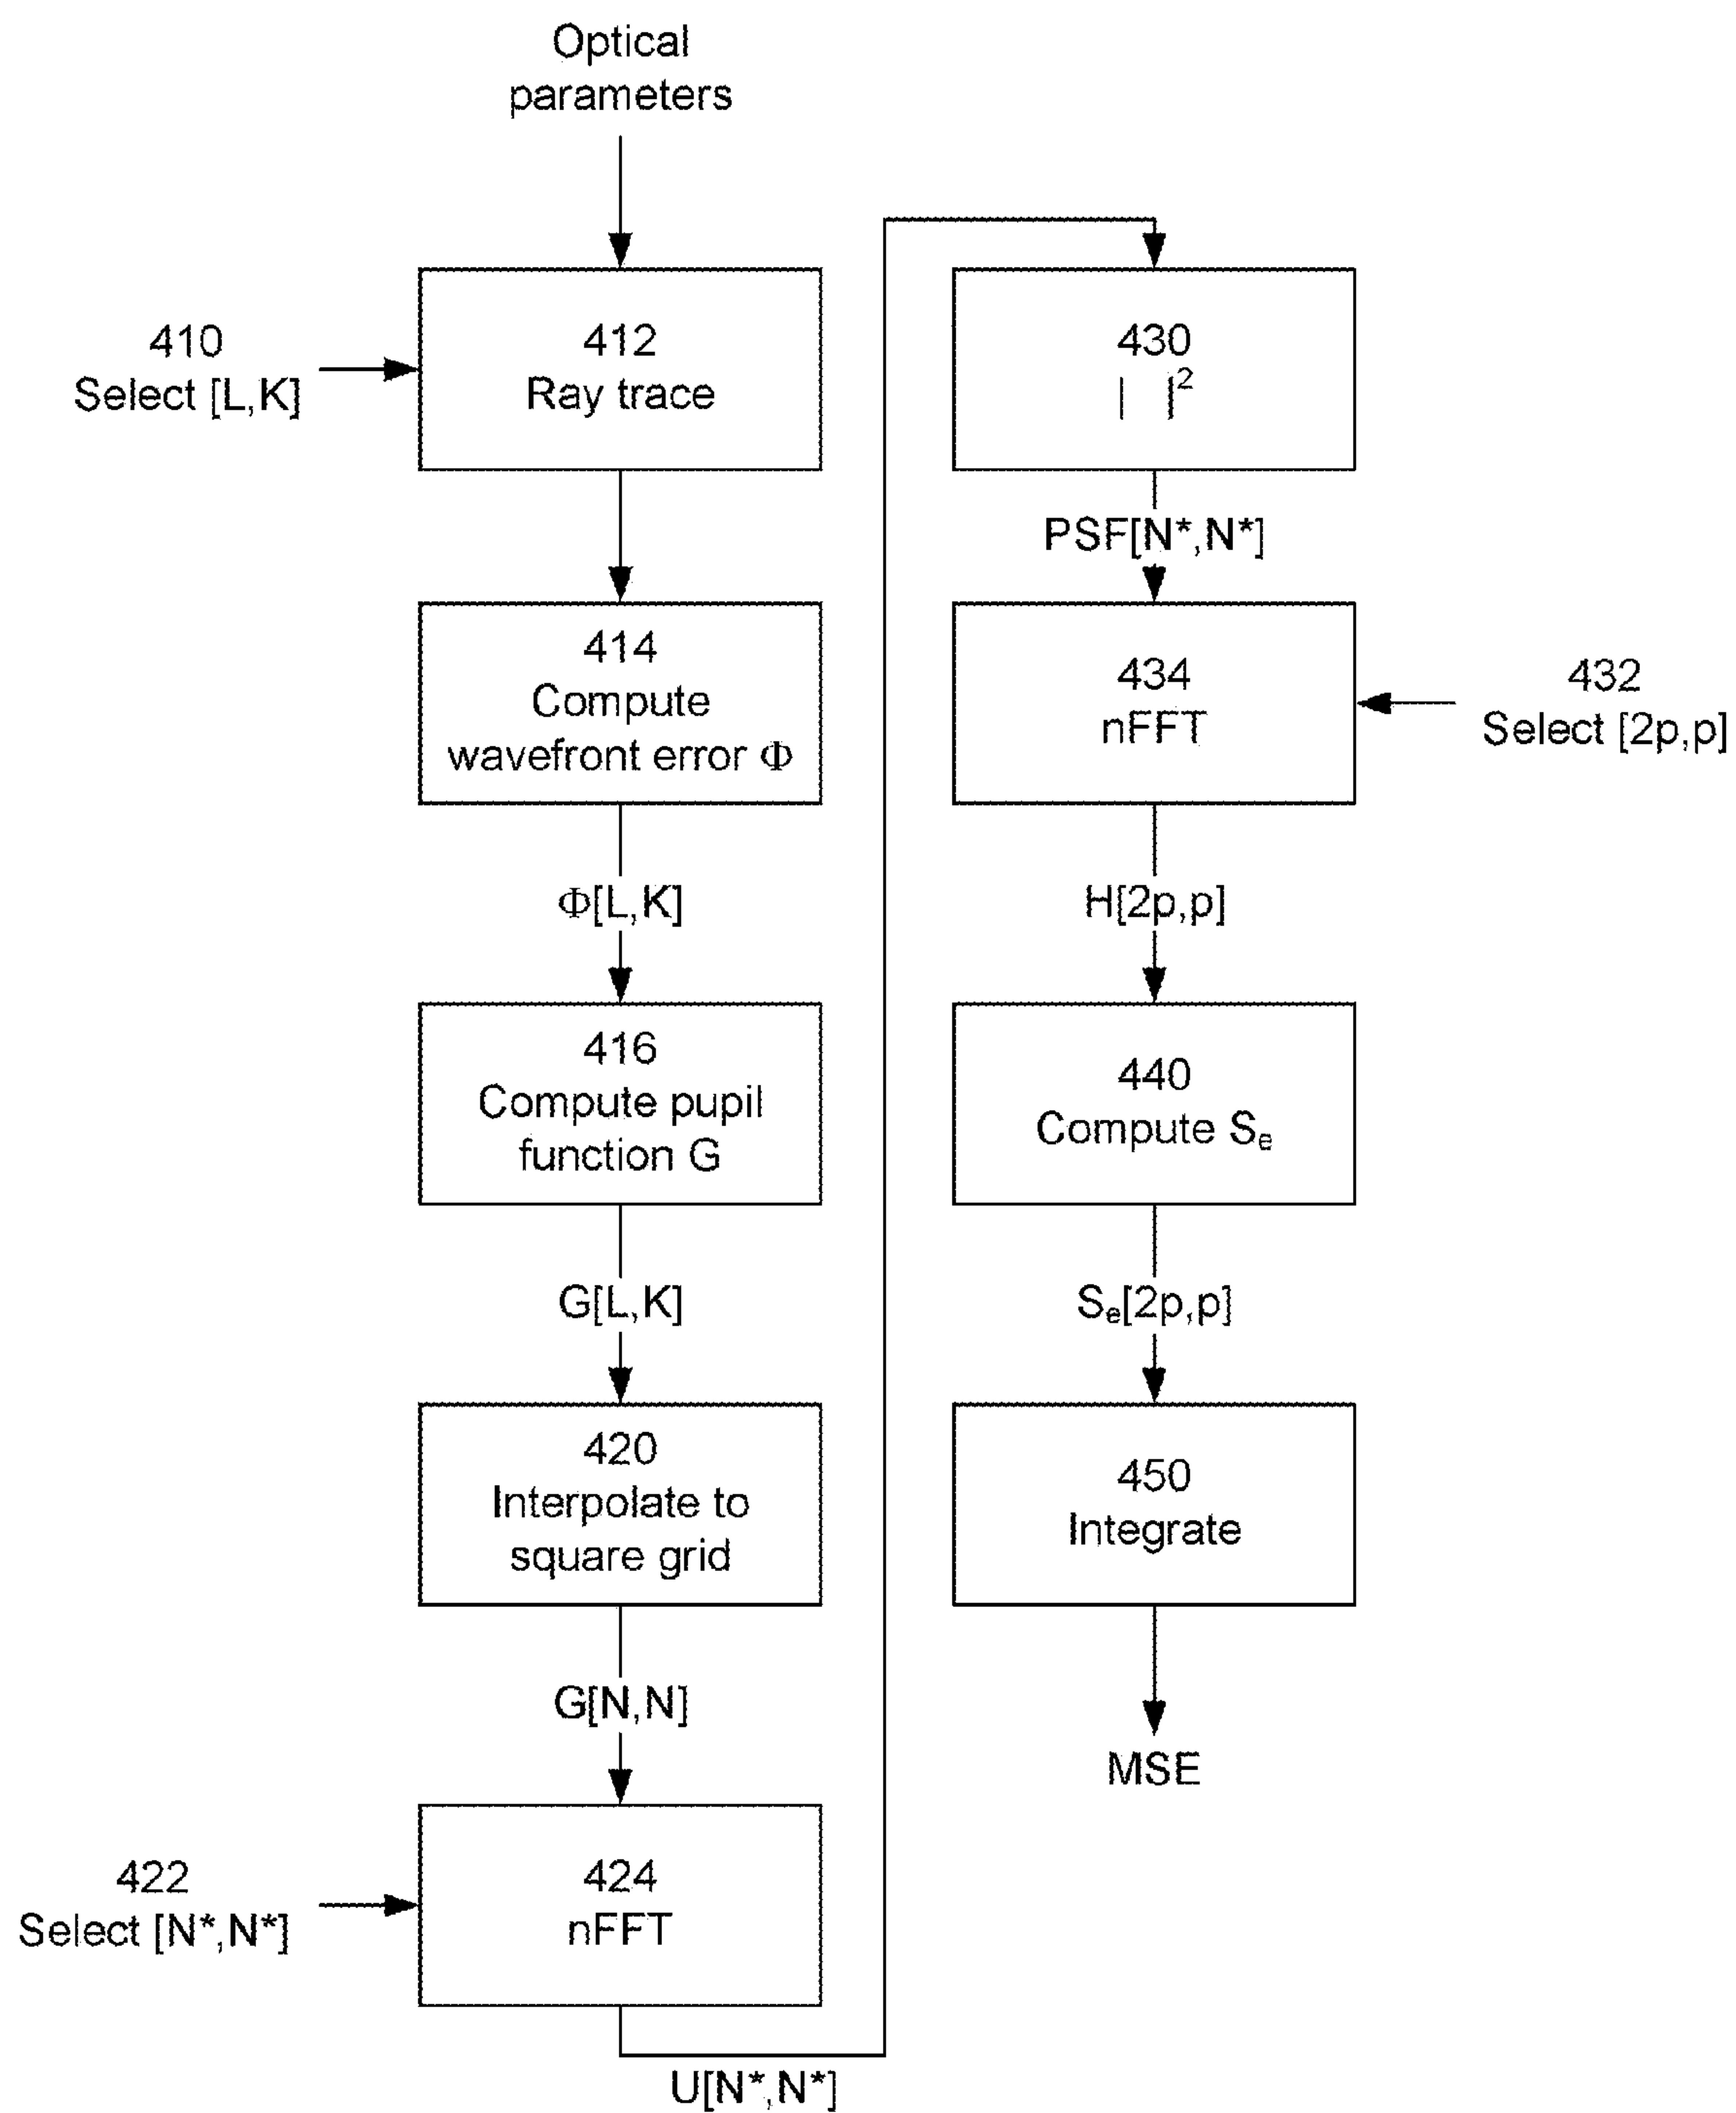 Optical
parameters
410
Select [L,K]
412
Ray trace
414
Compute
wavefront error Φ
Φ[L,K]
416
Compute pupil
function G
G[L,K]
420
Interpolate to
square grid
G[N,N]
422
Select [N*,N*]
424
nFFT
U[N*,N*]
430
| |²
PSF[N*,N*]
434
nFFT
432
Select [2p,p]
H[2p,p]
440
Compute Sₑ
Sₑ[2p,p]
450
Integrate
MSE